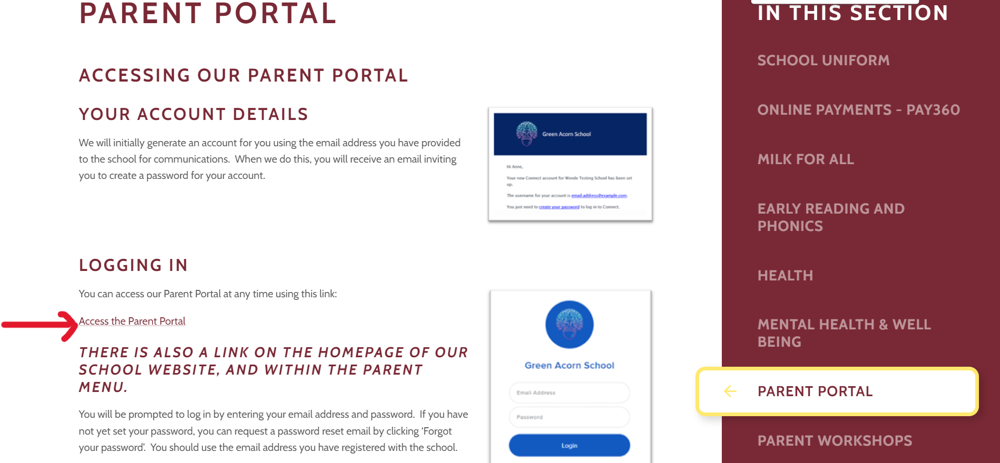 PARENT PORTAL
ACCESSING OUR PARENT PORTAL
YOUR ACCOUNT DETAILS
We will initially generate an account for you using the email address you have provided
to the school for communications.  When we do this, you will receive an email inviting
you to create a password for your account.
Green Acorn School
Hi Anne,
Your new Connect account for Wonde Testing School has been set
up.
The username for your account is email.address@example.com.
You just need to create your password to log in to Connect.
LOGGING IN
You can access our Parent Portal at any time using this link:
Access the Parent Portal
THERE IS ALSO A LINK ON THE HOMEPAGE OF OUR
SCHOOL WEBSITE, AND WITHIN THE PARENT
MENU.
You will be prompted to log in by entering your email address and password.  If you have
not yet set your password, you can request a password reset email by clicking ‘Forgot
your password’.  You should use the email address you have registered with the school.
Green Acorn School
Email Address
Password
Login
IN THIS SECTION
SCHOOL UNIFORM
ONLINE PAYMENTS - PAY360
MILK FOR ALL
EARLY READING AND
PHONICS
HEALTH
MENTAL HEALTH & WELL
BEING
PARENT PORTAL
PARENT WORKSHOPS